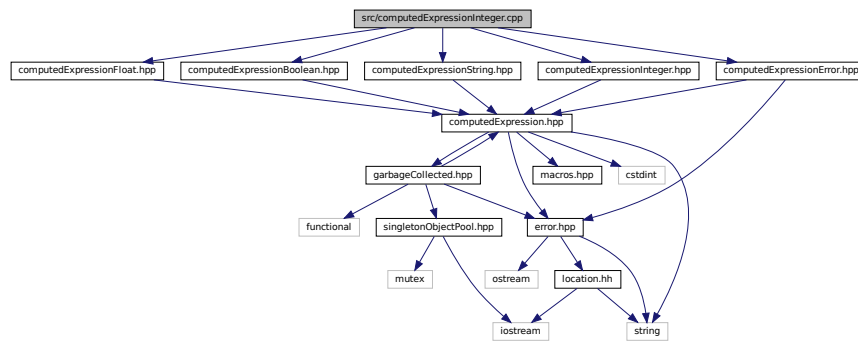 src/computedExpressionInteger.cpp
computedExpressionFloat.hpp
computedExpressionBoolean.hpp
computedExpressionString.hpp
computedExpressionInteger.hpp
computedExpressionError.hpp
computedExpression.hpp
garbageCollected.hpp
macros.hpp
cstdint
functional
singletonObjectPool.hpp
error.hpp
mutex
ostream
location.hh
iostream
string